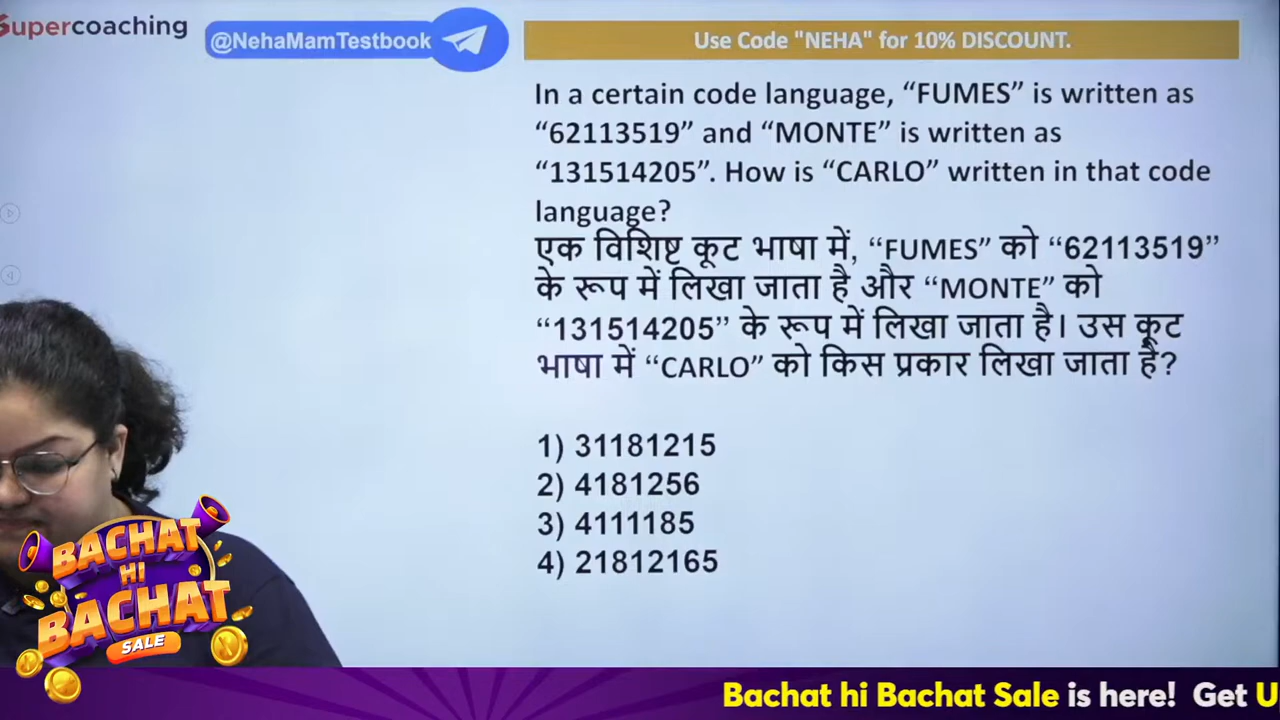 Supercoaching
@NehaMamTestbook
Use Code "NEHA" for 10% DISCOUNT.
In a certain code language, “FUMES” is written as
“62113519” and “MONTE” is written as
“131514205”. How is “CARLO” written in that code
language?
एक विशिष्ट कूट भाषा में, “FUMES” को “62113519”
के रूप में लिखा जाता है और “MONTE” को
“131514205” के रूप में लिखा जाता है। उस कूट
भाषा में “CARLO” को किस प्रकार लिखा जाता है?
1) 31181215
2) 4181256
3) 4111185
4) 21812165
BACHAT
HI
BACHAT
SALE
Bachat hi Bachat Sale is here! Get U